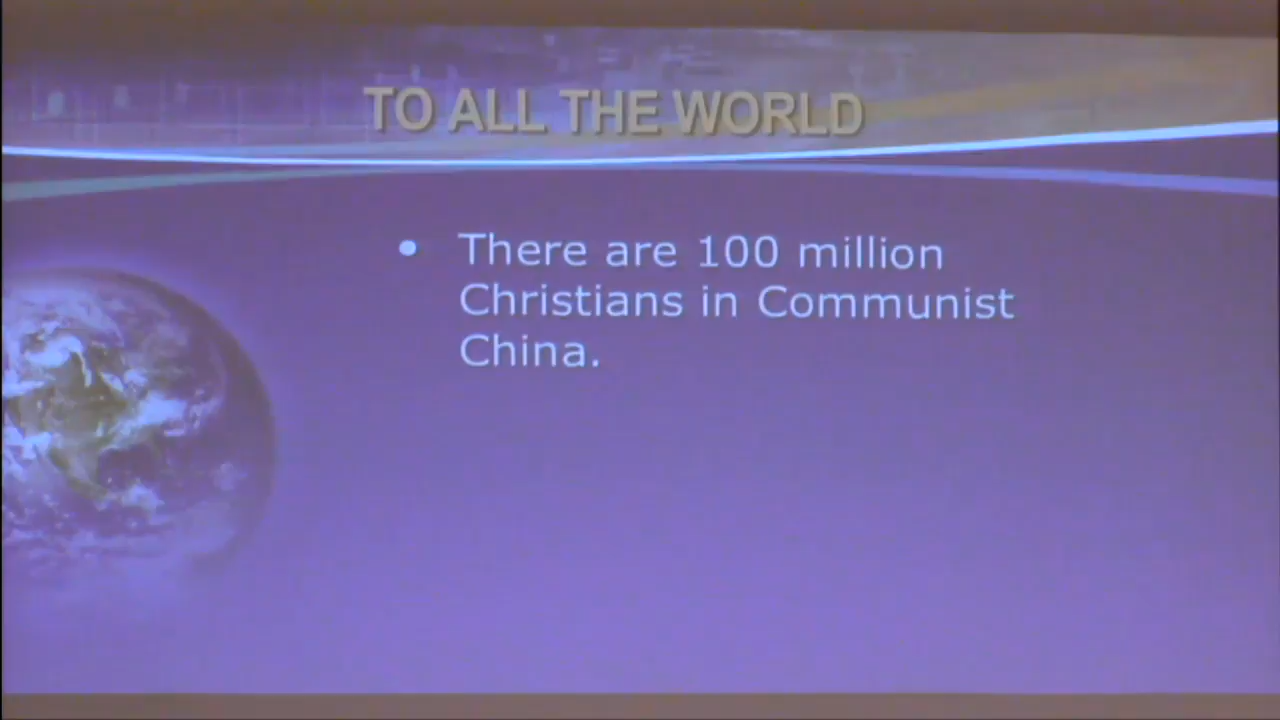 TO ALL THE WORLD
• There are 100 million
Christians in Communist
China.